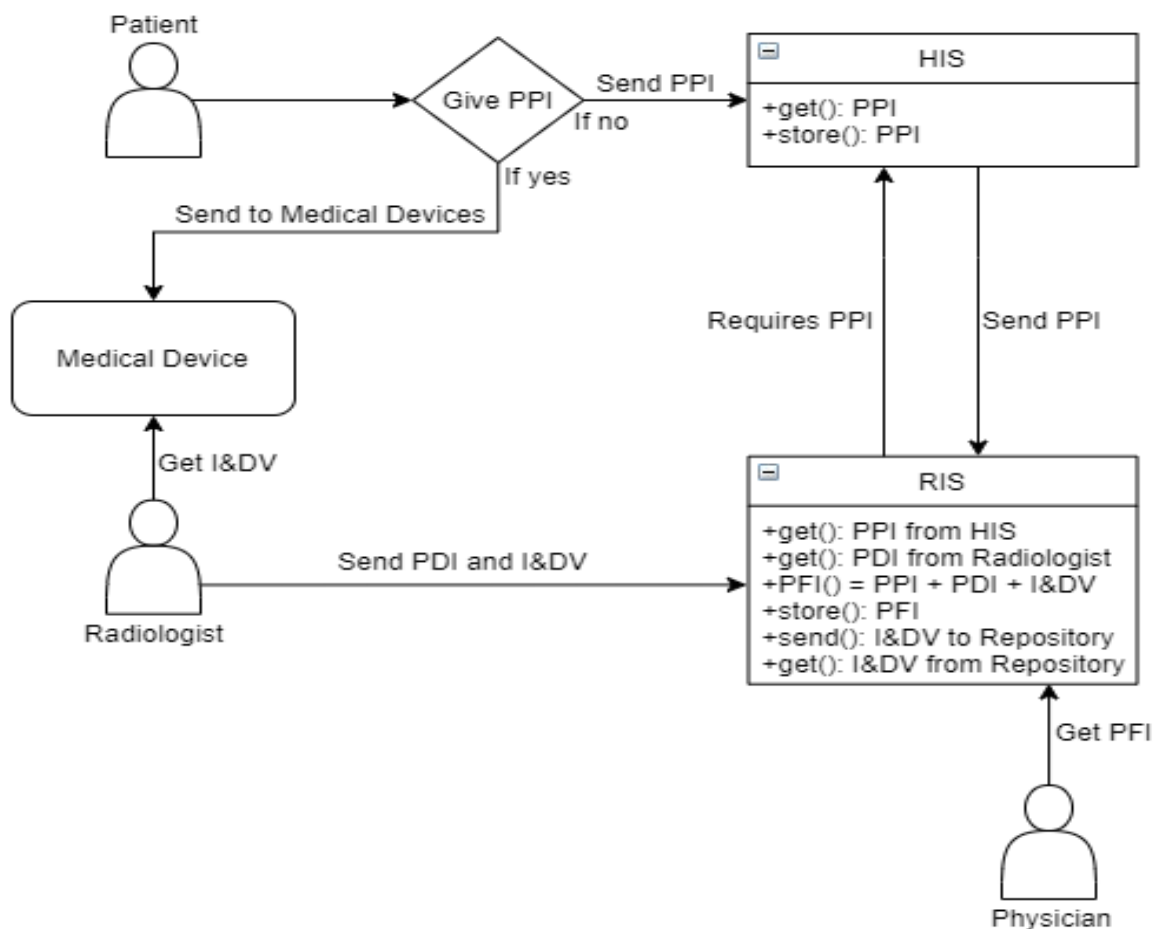 Patient
Give PPI
Send PPI
If no
If yes
HIS
+get(): PPI
+store(): PPI
Send to Medical Devices
Medical Device
Requires PPI
Send PPI
Get I&DV
Radiologist
Send PDI and I&DV
RIS
+get(): PPI from HIS
+get(): PDI from Radiologist
+PFI() = PPI + PDI + I&DV
+store(): PFI
+send(): I&DV to Repository
+get(): I&DV from Repository
Get PFI
Physician